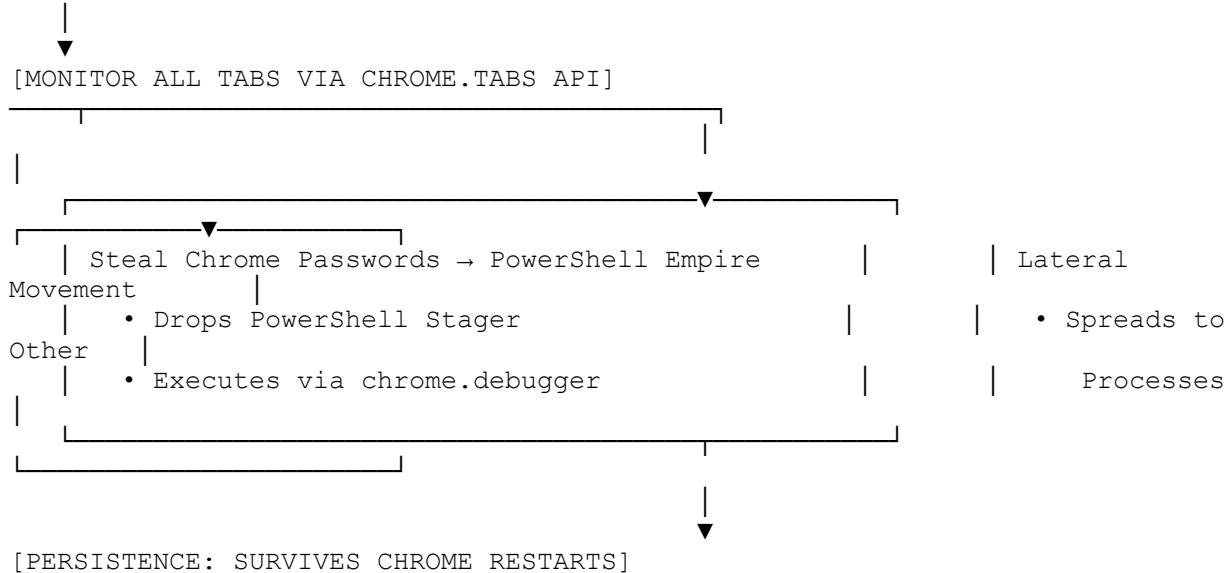 [MONITOR ALL TABS VIA CHROME.TABS API]
Steal Chrome Passwords → PowerShell Empire Lateral
Movement
• Drops PowerShell Stager • Spreads to
Other
• Executes via chrome.debugger Processes
[PERSISTENCE: SURVIVES CHROME RESTARTS]